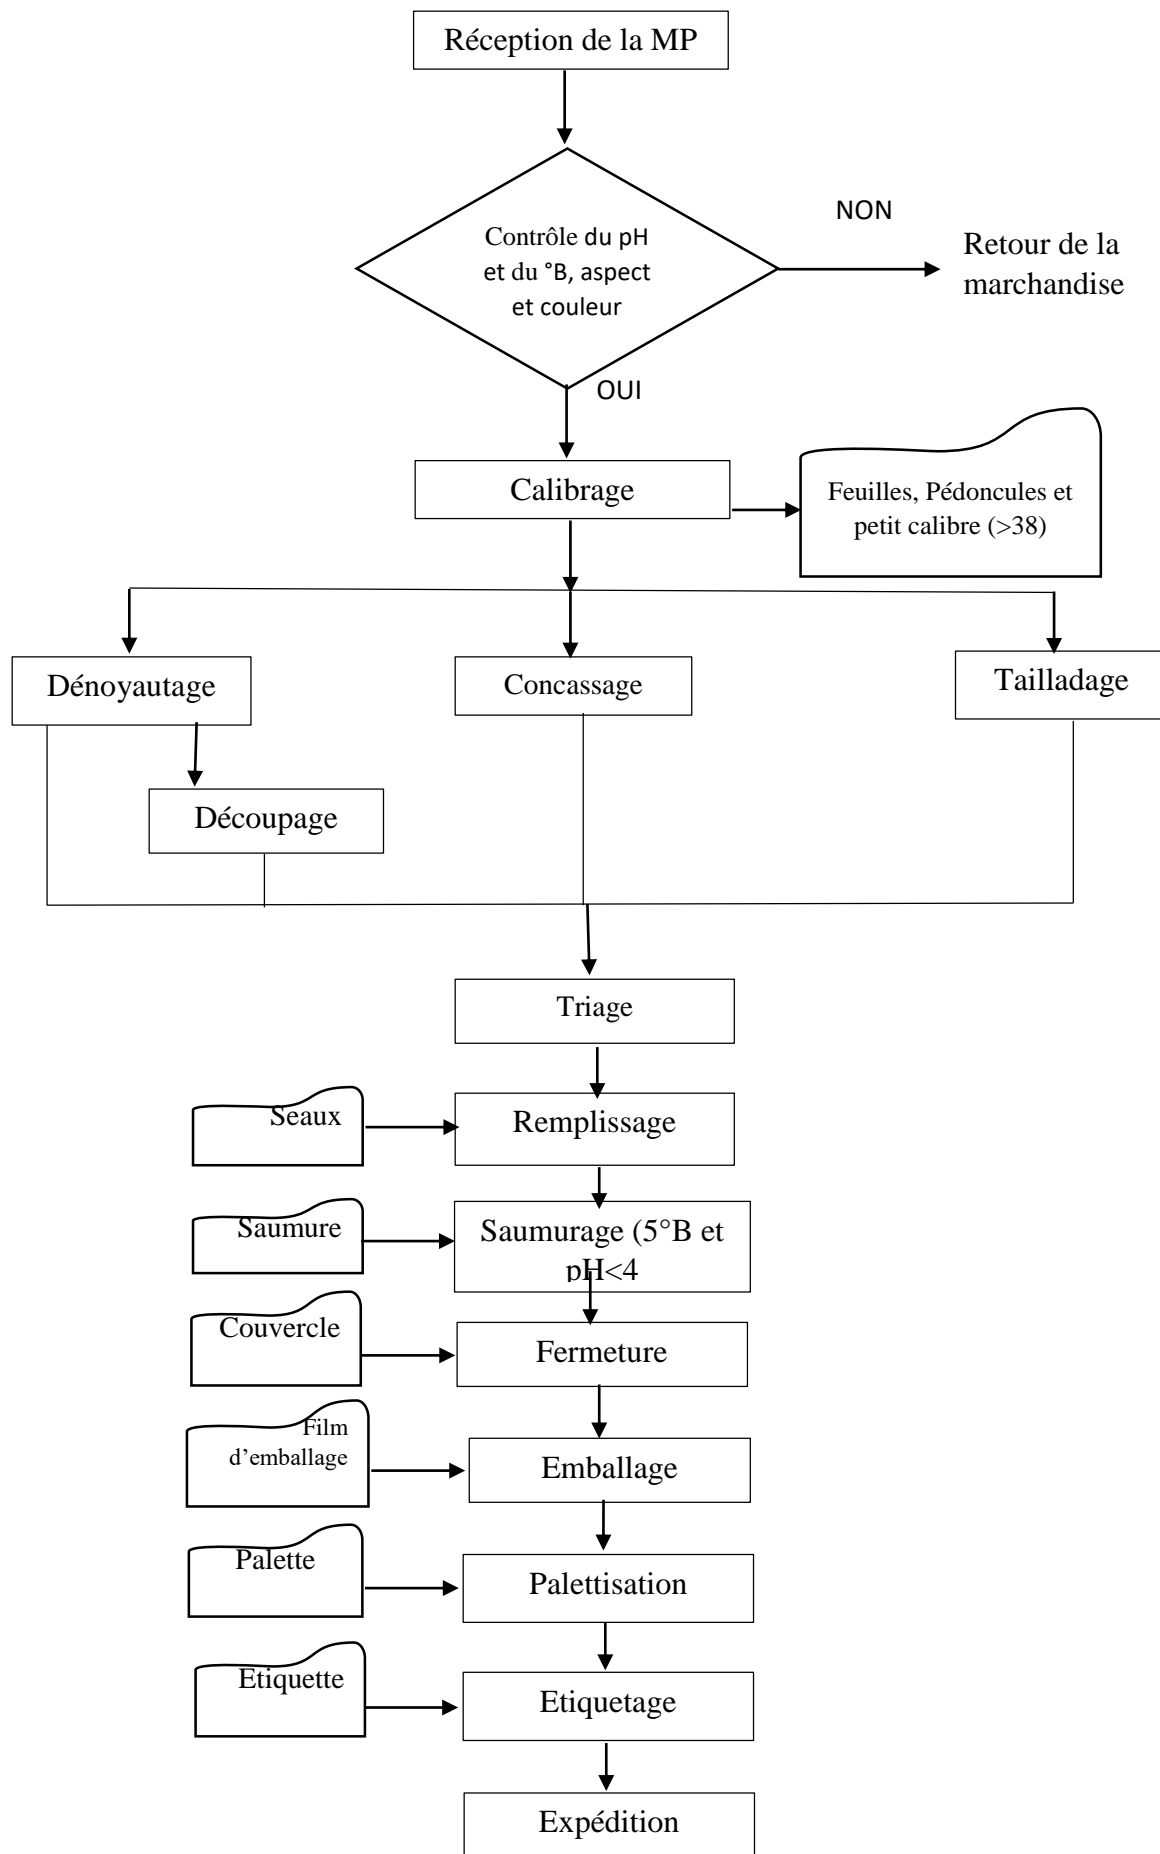 Réception de la MP
Contrôle du pH
et du °B, aspect
et couleur
NON
Retour de la
marchandise
OUI
Calibrage
Feuilles, Pédoncules et
petit calibre (>38)
Dénoyautage
Concassage
Tailladage
Découpage
Triage
Seaux
Remplissage
Saumure
Saumurage (5°B et
pH<4
Couvercle
Fermeture
Film
d’emballage
Emballage
Palette
Palettisation
Etiquette
Etiquetage
Expédition